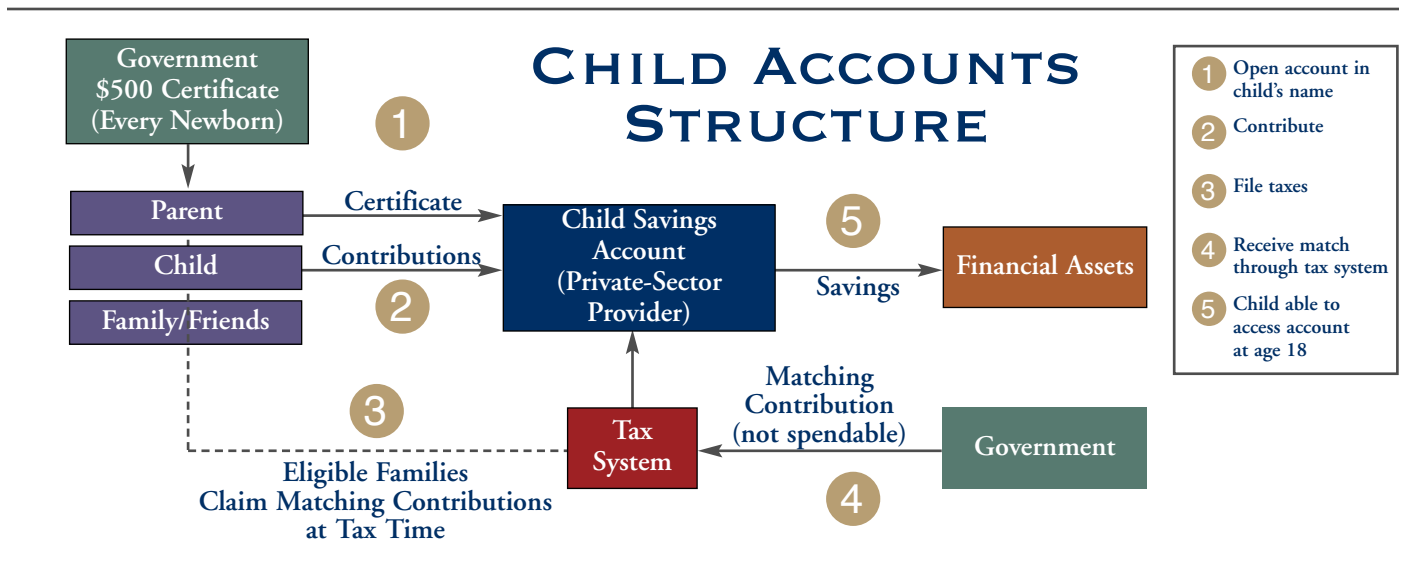 CHILD ACCOUNTS
STRUCTURE
Government
$500 Certificate
(Every Newborn)
1
Parent
Certificate
Child
Contributions
2
Family/Friends
Child Savings
Account
(Private-Sector
Provider)
5
Savings
Financial Assets
3
Eligible Families
Claim Matching Contributions
at Tax Time
Tax
System
Matching
Contribution
(not spendable)
4
Government
1 Open account in
child’s name
2 Contribute
3 File taxes
4 Receive match
through tax system
5 Child able to
access account
at age 18